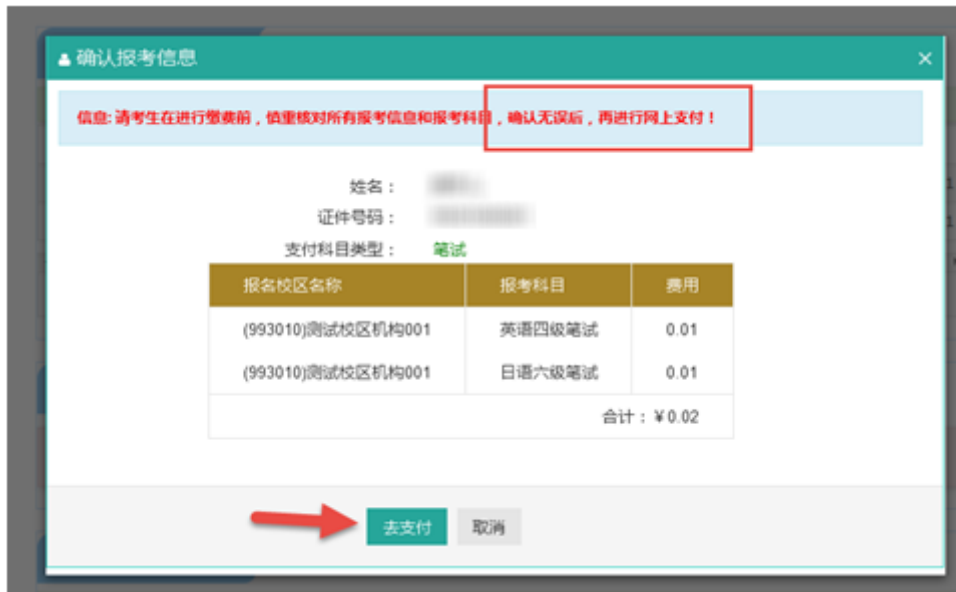 确认报考信息 ×
信息: 请考生在进行缴费前，慎重核对所有报考信息和报考科目，确认无误后，再进行网上支付！
姓名：
证件号码：
支付科目类型： 笔试
报名校区名称 报考科目 费用
(993010)测试校区机构001 英语四级笔试 0.01
(993010)测试校区机构001 日语六级笔试 0.01
合计：￥0.02
去支付 取消